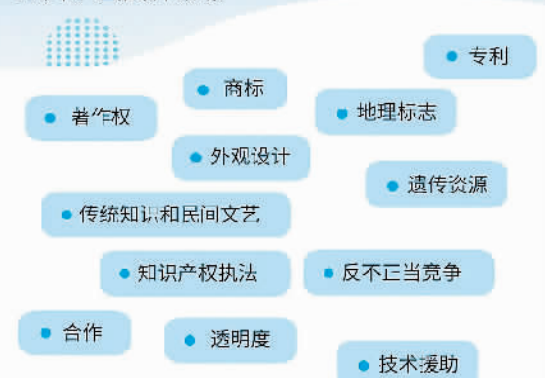 专利
商标
著作权
地理标志
外观设计
遗传资源
传统知识和民间文艺
知识产权执法
反不正当竞争
合作
透明度
技术援助